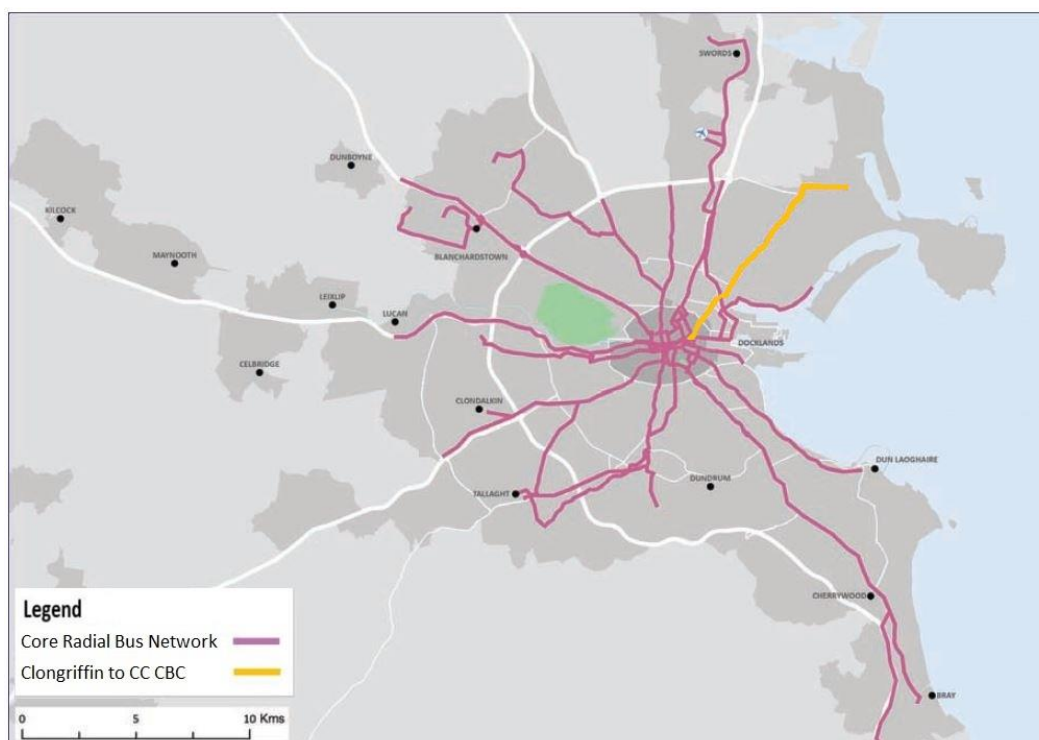 SWORDS
DUNBOYNE
KILCOCK
BLANCHARDSTOWN
MAYNOOTH
LEIXLIP
LUCAN
DOCKLANDS
CELBRIDGE
CLONDALKIN
DUN LAOGHAIRE
DUNDRUM
TALLAGHT
CHERRYWOOD
BRAY
Legend
Core Radial Bus Network
Clongriffin to CC CBC
0 5 10 Kms